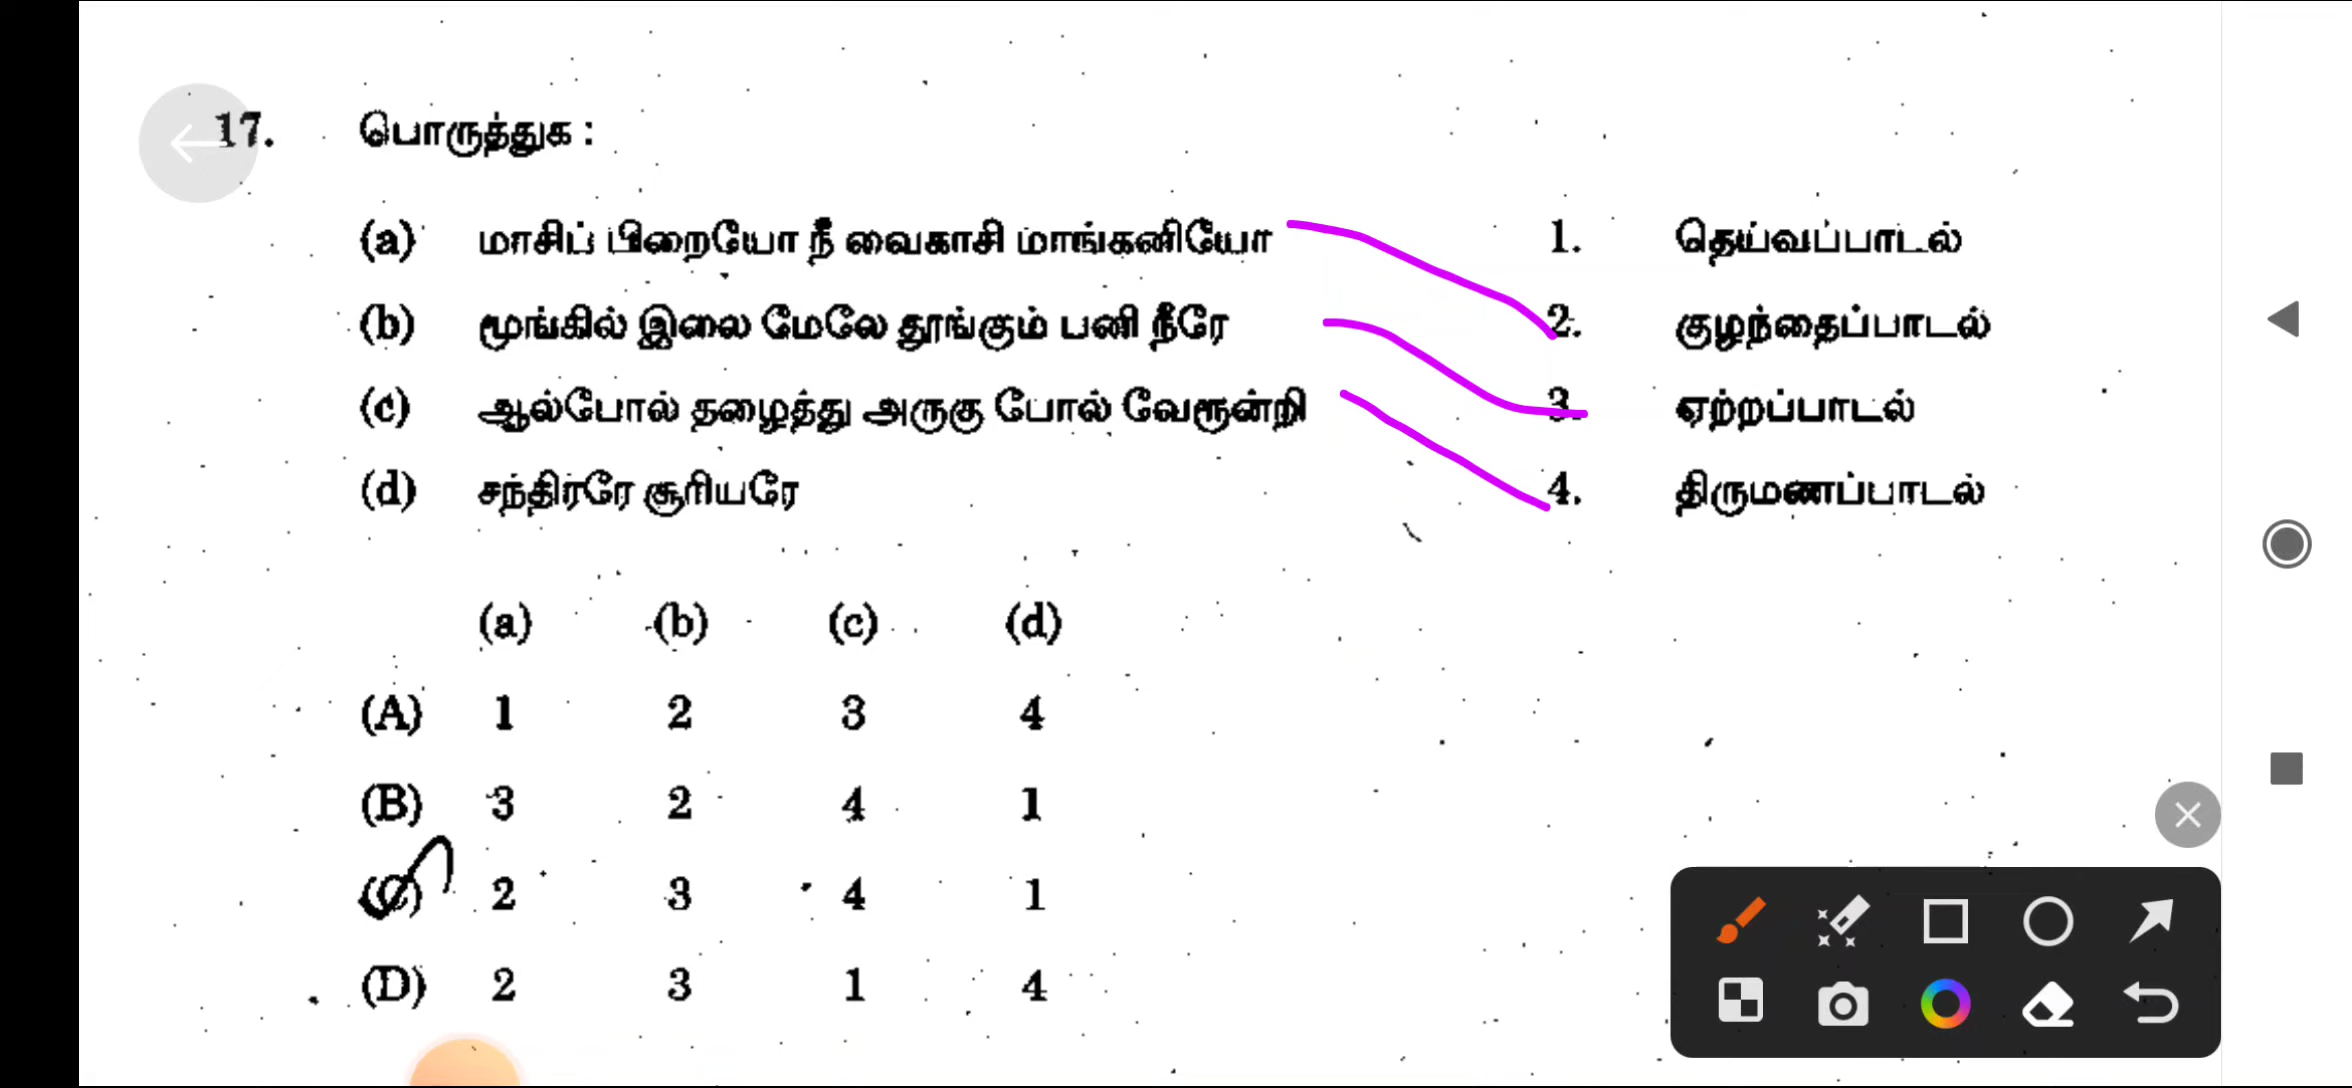 17. பொருத்துக :
(a) மாசிப் பிறையோ நீ வைகாசி மாங்கனியோ 1. தெய்வப்பாடல்
(b) மூங்கில் இலை மேலே தூங்கும் பனி நீரே 2. குழந்தைப்பாடல்
(c) ஆல்போல் தழைத்து அருகு போல் வேரூன்றி 3. ஏற்றப்பாடல்
(d) சந்திரரே சூரியரே 4. திருமணப்பாடல்
(a) (b) (c) (d)
(A) 1 2 3 4
(B) 3 2 4 1
(C) 2 3 4 1
(D) 2 3 1 4